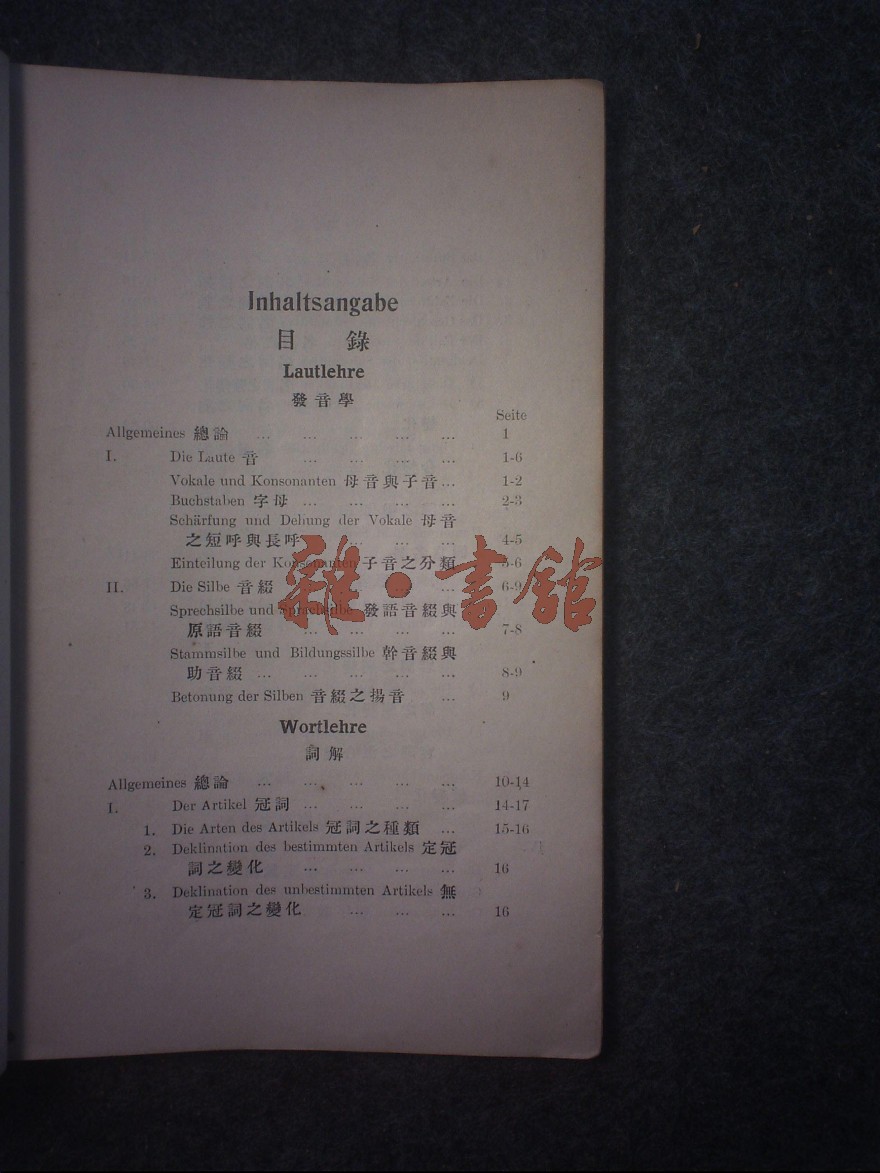 Inhaltsangabe
目 錄
Lautlehre
發音學
Seite
Allgemeines 總論 ... ... ... ... ... 1
I. Die Laute 音 ... ... ... ... 1-6
Vokale und Konsonanten 母音與子音... 1-2
Buchstaben 字母 ... ... ... ... 2-3
Schärfung und Dehung der Vokale 母音
之短呼與長呼 ... ... ... 4-5
Einteilung der Konsonanten 子音之分類 5-6
II. Die Silbe 音綴 ... ... ... ... 6-9
Sprechsilbe und Sprachsilbe 發語音綴與
原語音綴 ... ... ... ... 7-8
Stammsilbe und Bildungssilbe 幹音綴與
助音綴 ... ... ... ... ... 8-9
Betonung der Silben 音綴之揚音 ... 9
Wortlehre
詞解
Allgemeines 總論 ... ... ... ... ... 10-14
I. Der Artikel 冠詞 ... ... ... ... 14-17
1. Die Arten des Artikels 冠詞之種類 ... 15-16
2. Deklination des bestimmten Artikels 定冠
詞之變化 ... ... ... ... 16
3. Deklination des unbestimmten Artikels 無
定冠詞之變化 ... ... ... 16
雜·書館